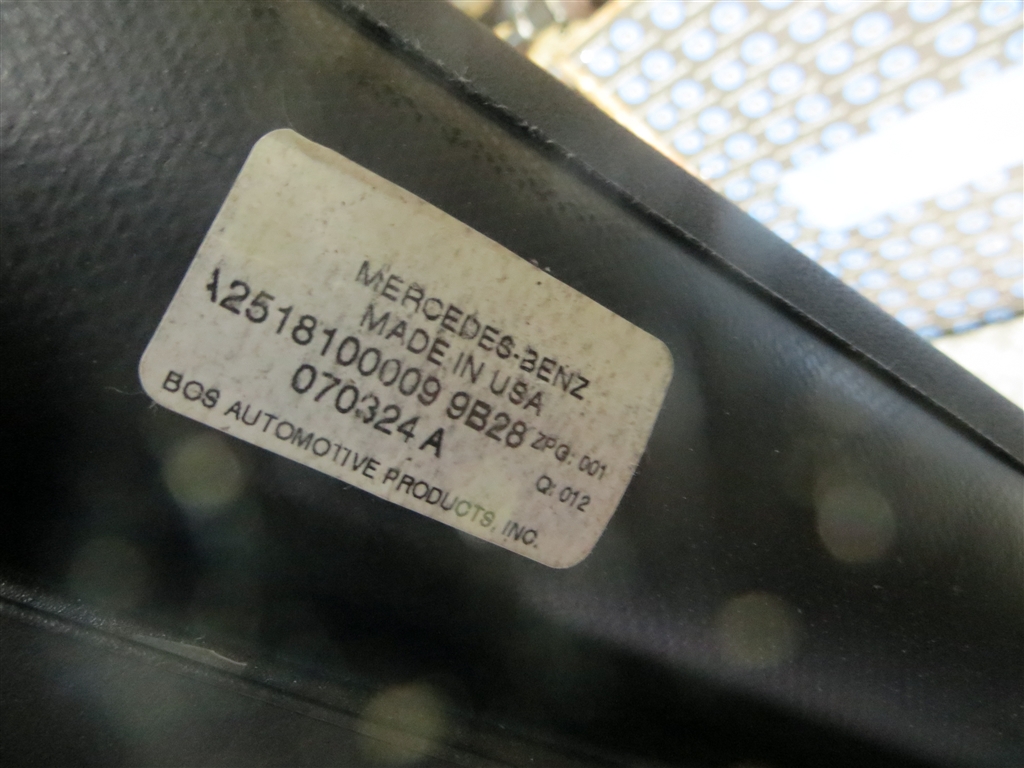 MERCEDES-BENZ
MADE IN USA
A2518100009 9B28 ZPG: 001
070324 A Q: 012
BOS AUTOMOTIVE PRODUCTS, INC.